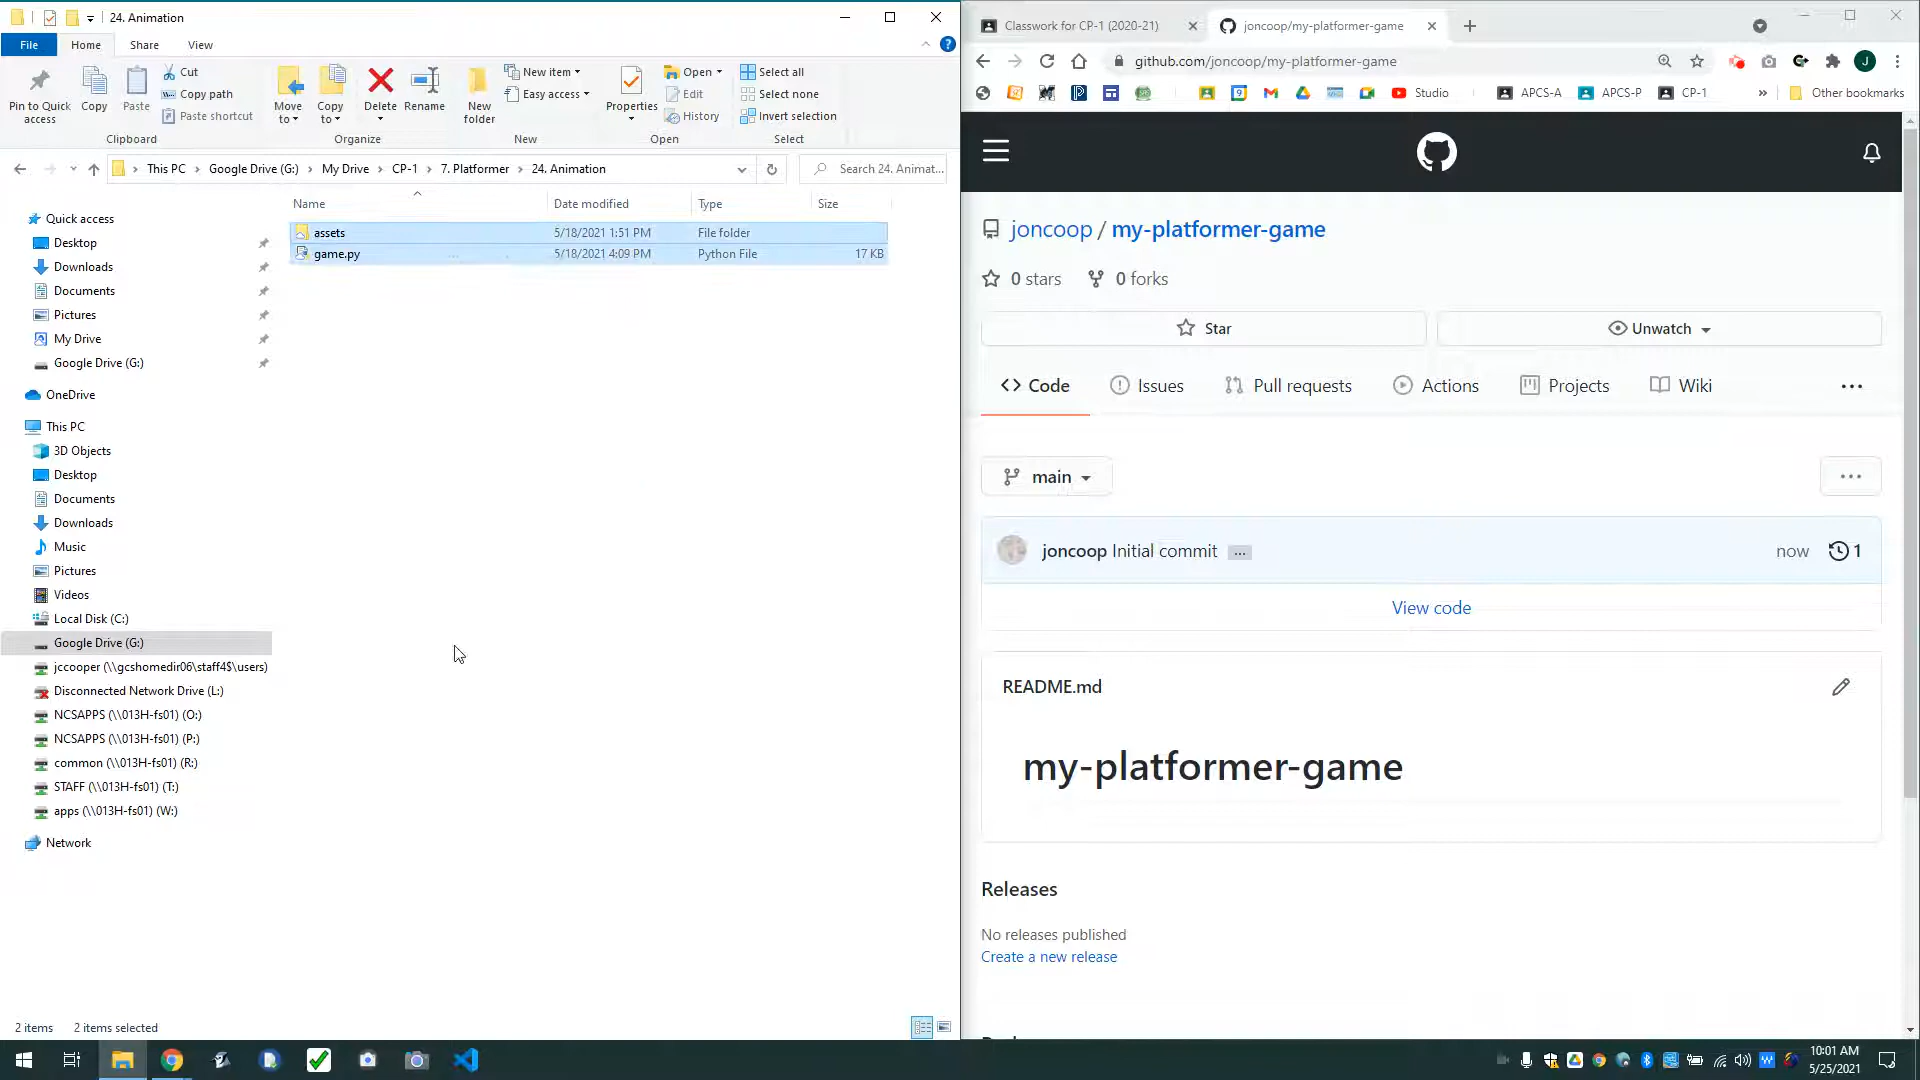 24. Animation
File
Home
Share
View
Pin to Quick access
Copy
Paste
Cut
Copy path
Paste shortcut
Clipboard
Move to
Copy to
Delete
Rename
Organize
New folder
New item
Easy access
New
Properties
Open
Edit
History
Open
Select all
Select none
Invert selection
Select
This PC > Google Drive (G:) > My Drive > CP-1 > 7. Platformer > 24. Animation
Search 24. Animat...
Name Date modified Type Size
assets 5/18/2021 1:51 PM File folder
game.py 5/18/2021 4:09 PM Python File 17 KB
Quick access
Desktop
Downloads
Documents
Pictures
My Drive
Google Drive (G:)
OneDrive
This PC
3D Objects
Desktop
Documents
Downloads
Music
Pictures
Videos
Local Disk (C:)
Google Drive (G:)
jccooper (\\gcshomedir06\staff4$\users)
Disconnected Network Drive (L:)
NCSAPPS (\\013H-fs01) (O:)
NCSAPPS (\\013H-fs01) (P:)
common (\\013H-fs01) (R:)
STAFF (\\013H-fs01) (T:)
apps (\\013H-fs01) (W:)
Network
2 items 2 items selected
Classwork for CP-1 (2020-21)
joncoop/my-platformer-game
github.com/joncoop/my-platformer-game
J
Studio
APCS-A
APCS-P
CP-1
»
Other bookmarks
joncoop / my-platformer-game
0 stars 0 forks
Star
Unwatch
Code
Issues
Pull requests
Actions
Projects
Wiki
...
main
...
joncoop Initial commit ... now 1
View code
README.md
my-platformer-game
Releases
No releases published
Create a new release
10:01 AM
5/25/2021